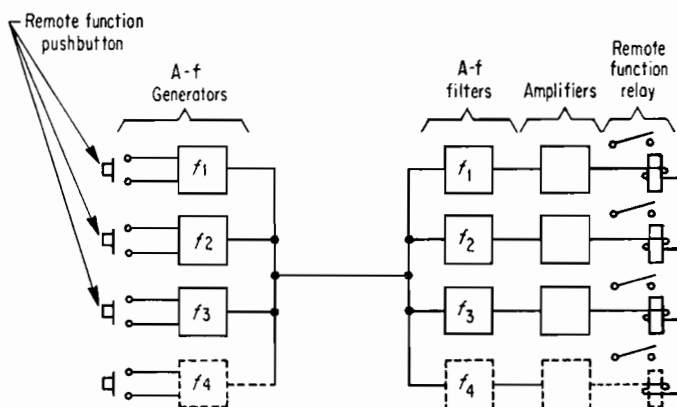 Remote function
pushbutton
A-f
Generators
A-f
filters
Amplifiers
Remote
function
relay
f1
f1
f2
f2
f3
f3
f4
f4